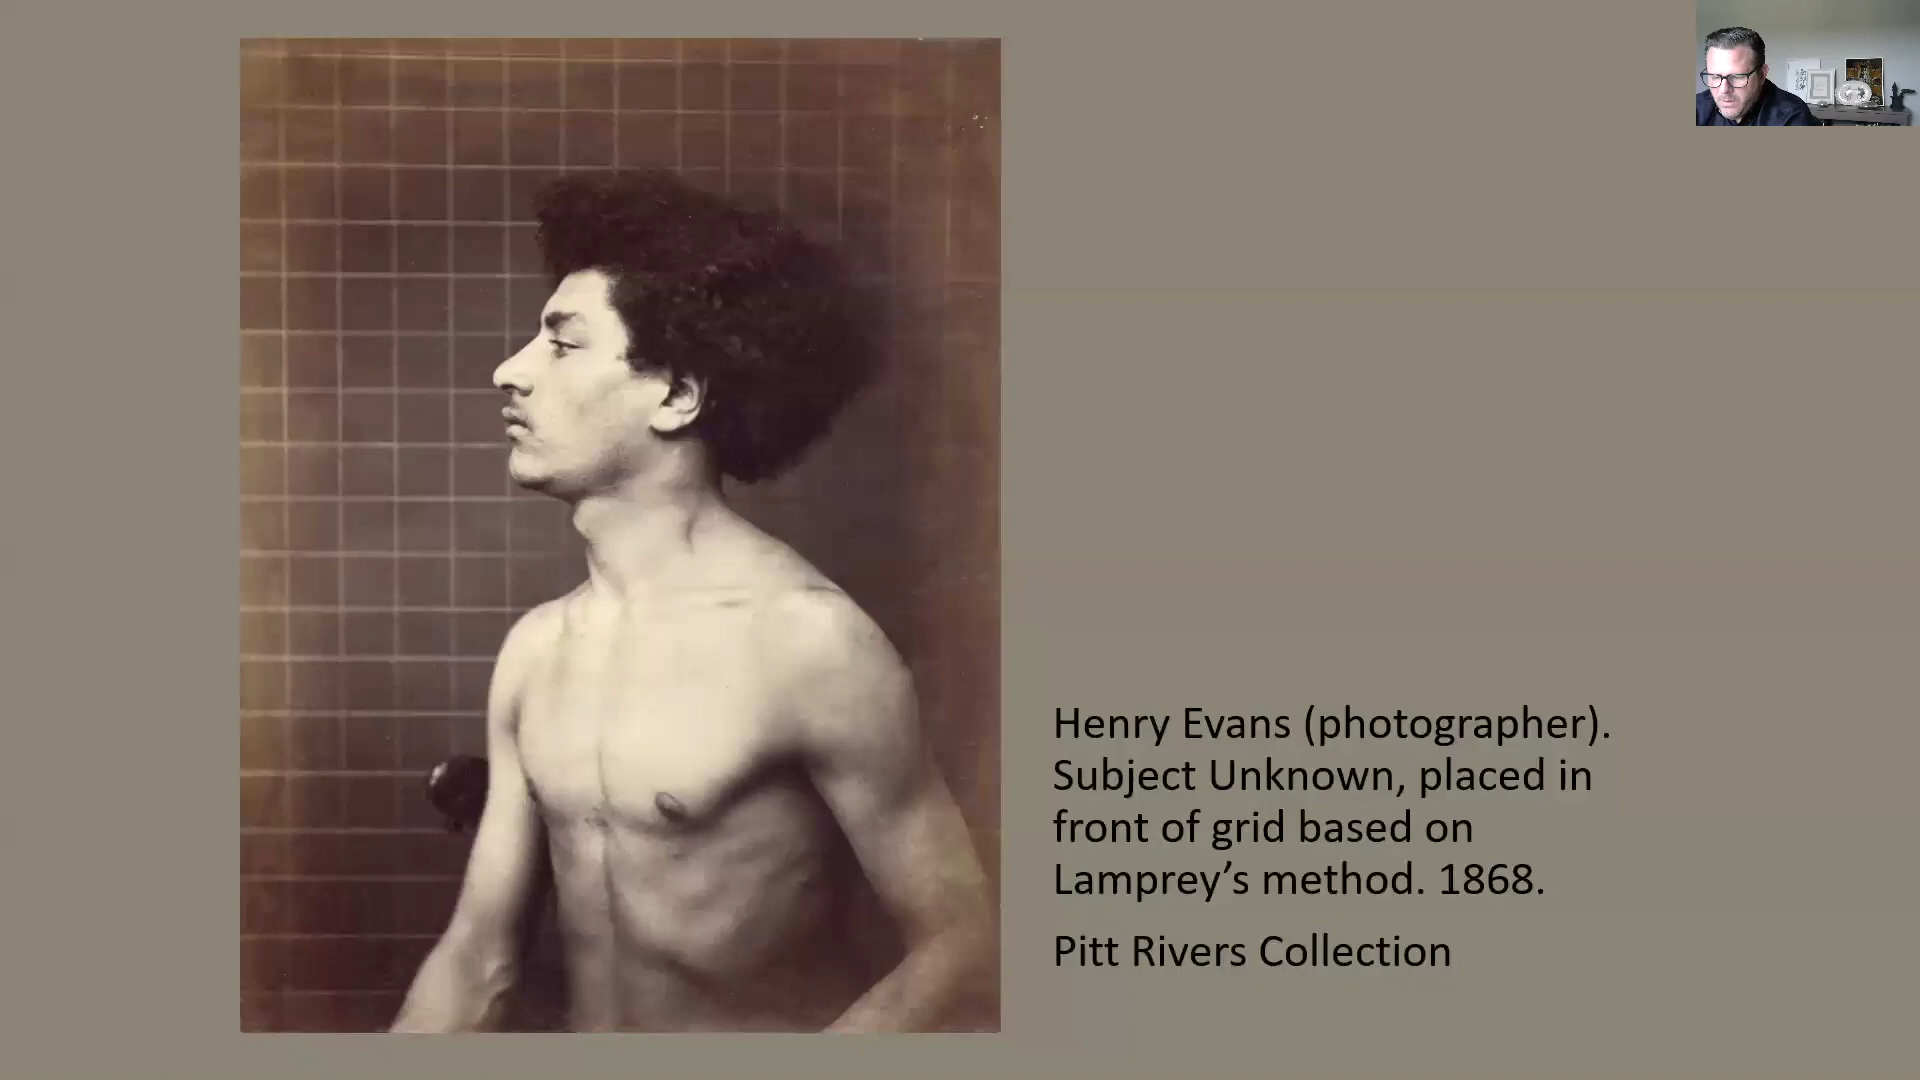 Henry Evans (photographer).
Subject Unknown, placed in
front of grid based on
Lamprey’s method. 1868.
Pitt Rivers Collection